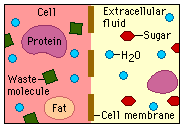 Cell
Extracellular
fluid
Protein
Sugar
H2O
Waste
molecule
Fat
Cell membrane